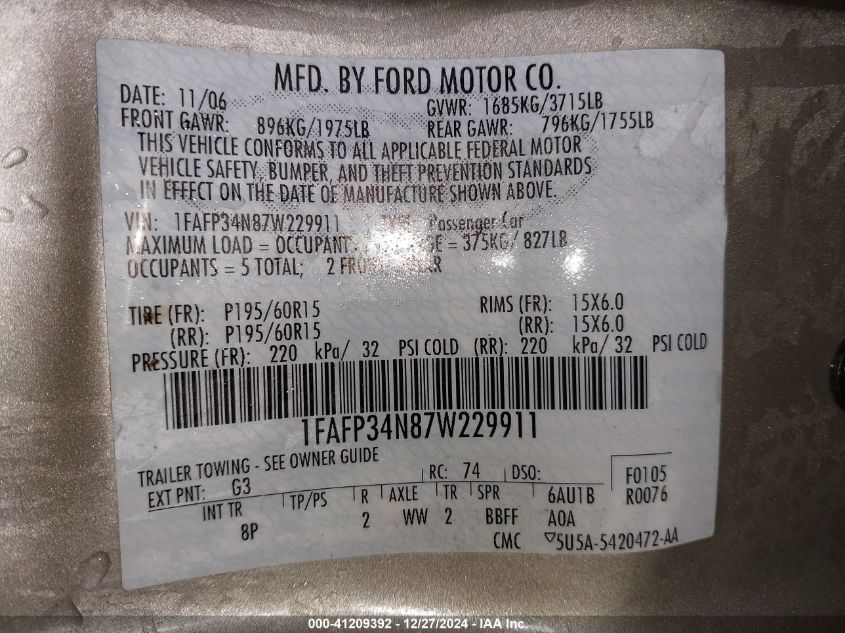 MFD. BY FORD MOTOR CO.
DATE: 11/06 GVWR: 1685KG/3715LB
FRONT GAWR: 896KG/1975LB REAR GAWR: 796KG/1755LB
THIS VEHICLE CONFORMS TO ALL APPLICABLE FEDERAL MOTOR
VEHICLE SAFETY, BUMPER, AND THEFT PREVENTION STANDARDS
IN EFFECT ON THE DATE OF MANUFACTURE SHOWN ABOVE.
VIN: 1FAFP34N87W229911 TYPE: Passenger Car
MAXIMUM LOAD = OCCUPANT = 375KG/ 827LB
OCCUPANTS = 5 TOTAL; 2
TIRE (FR): P195/60R15 RIMS (FR): 15X6.0
(RR): P195/60R15 (RR): 15X6.0
PRESSURE (FR): 220 kPa/ 32 PSI COLD (RR): 220 kPa/ 32 PSI COLD
1FAFP34N87W229911
TRAILER TOWING - SEE OWNER GUIDE
EXT PNT: G3 RC: 74 DSO: F0105
INT TR TP/PS R AXLE TR SPR 6AU1B R0076
8P 2 WW 2 BBFF AOA
CMC ▽5U5A-5420472-AA
000-41209392 - 12/27/2024 - IAA Inc.